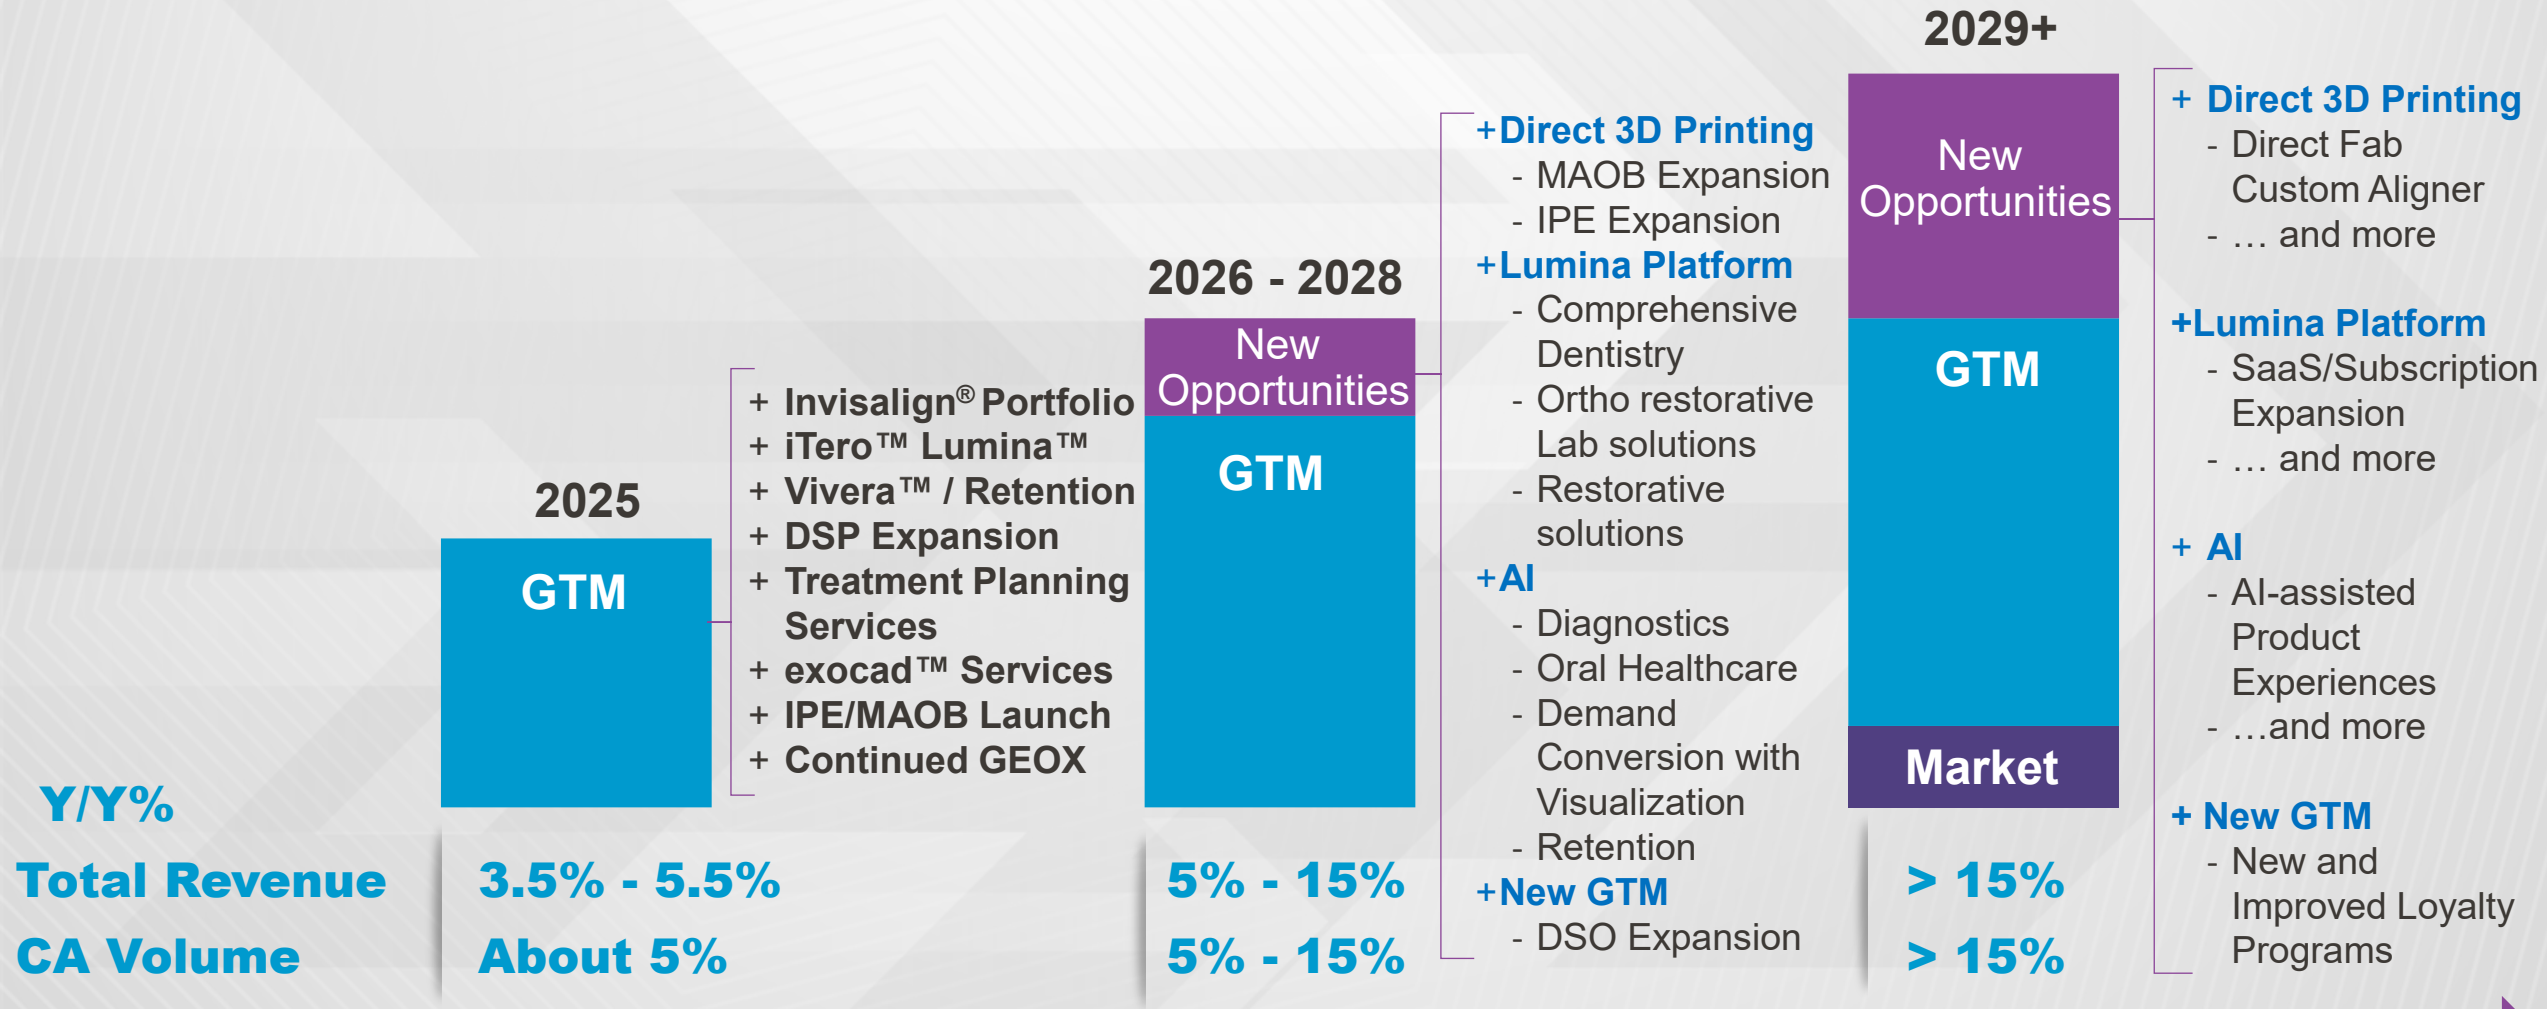 2025
GTM
+ Invisalign® Portfolio
+ iTero™ Lumina™
+ Vivera™ / Retention
+ DSP Expansion
+ Treatment Planning
Services
+ exocad™ Services
+ IPE/MAOB Launch
+ Continued GEOX
2026 - 2028
New
Opportunities
GTM
+Direct 3D Printing
- MAOB Expansion
- IPE Expansion
+Lumina Platform
- Comprehensive
Dentistry
- Ortho restorative
Lab solutions
- Restorative
solutions
+AI
- Diagnostics
- Oral Healthcare
- Demand
Conversion with
Visualization
- Retention
+New GTM
- DSO Expansion
2029+
New
Opportunities
GTM
Market
+ Direct 3D Printing
- Direct Fab
Custom Aligner
- … and more
+Lumina Platform
- SaaS/Subscription
Expansion
- … and more
+ AI
- AI-assisted
Product
Experiences
- …and more
+ New GTM
- New and
Improved Loyalty
Programs
Y/Y%
Total Revenue 3.5% - 5.5% 5% - 15% > 15%
CA Volume About 5% 5% - 15% > 15%